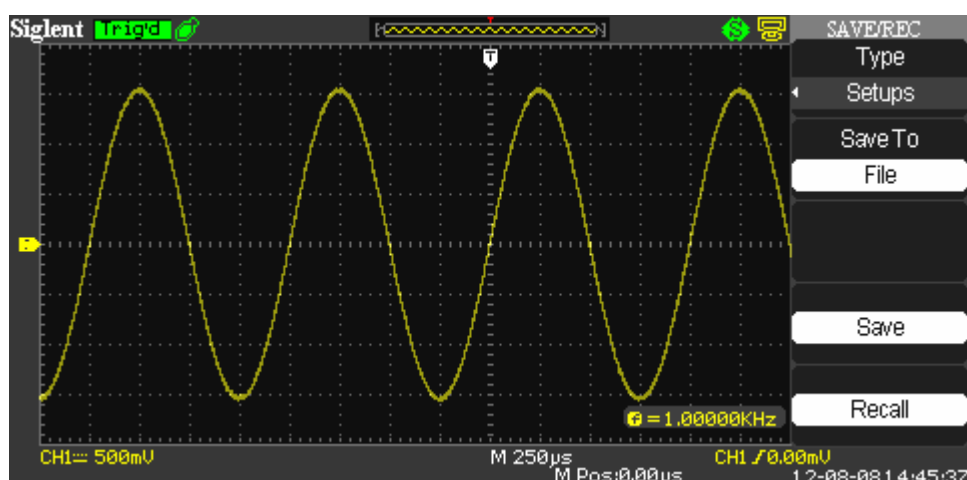 Siglent Trig'd SAVE/REC
T
Type
Setups
Save To
File
Save
Recall
f=1.00000KHz
CH1 500mV M 250µs CH1 0.00mV
M Pos:0.00µs 12-08-08 14:45:37